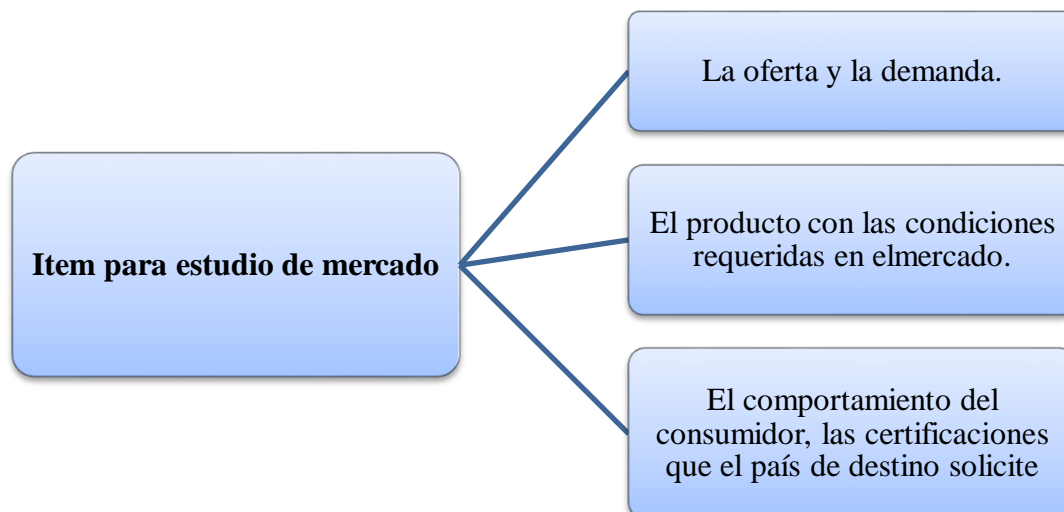 Item para estudio de mercado
La oferta y la demanda.
El producto con las condiciones
requeridas en elmercado.
El comportamiento del
consumidor, las certificaciones
que el país de destino solicite